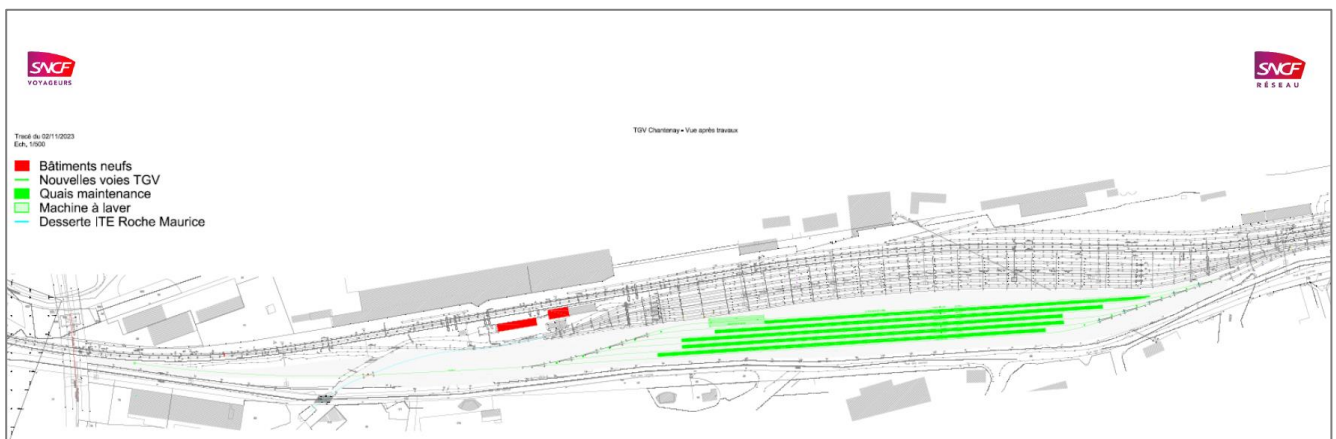 SNCF
VOYAGEURS
SNCF
RÉSEAU
TGV Chantenay • Vue après travaux
Tracé du 02/11/2023
Ech, 1/500
Bâtiments neufs
Nouvelles voies TGV
Quais maintenance
Machine à laver
Desserte ITE Roche Maurice